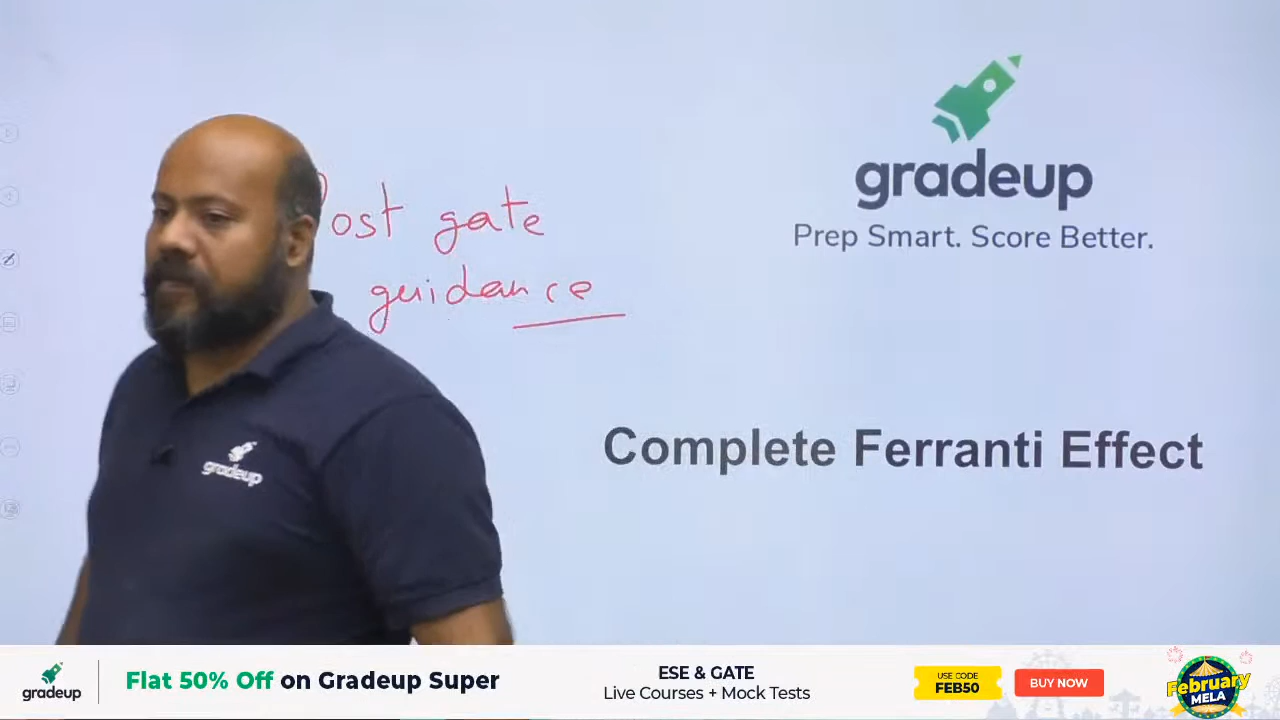 gradeup
Prep Smart. Score Better.
Post gate
guidance
Complete Ferranti Effect
gradeup
gradeup
Flat 50% Off on Gradeup Super
ESE & GATE
Live Courses + Mock Tests
USE CODE
FEB50
BUY NOW
February
MELA